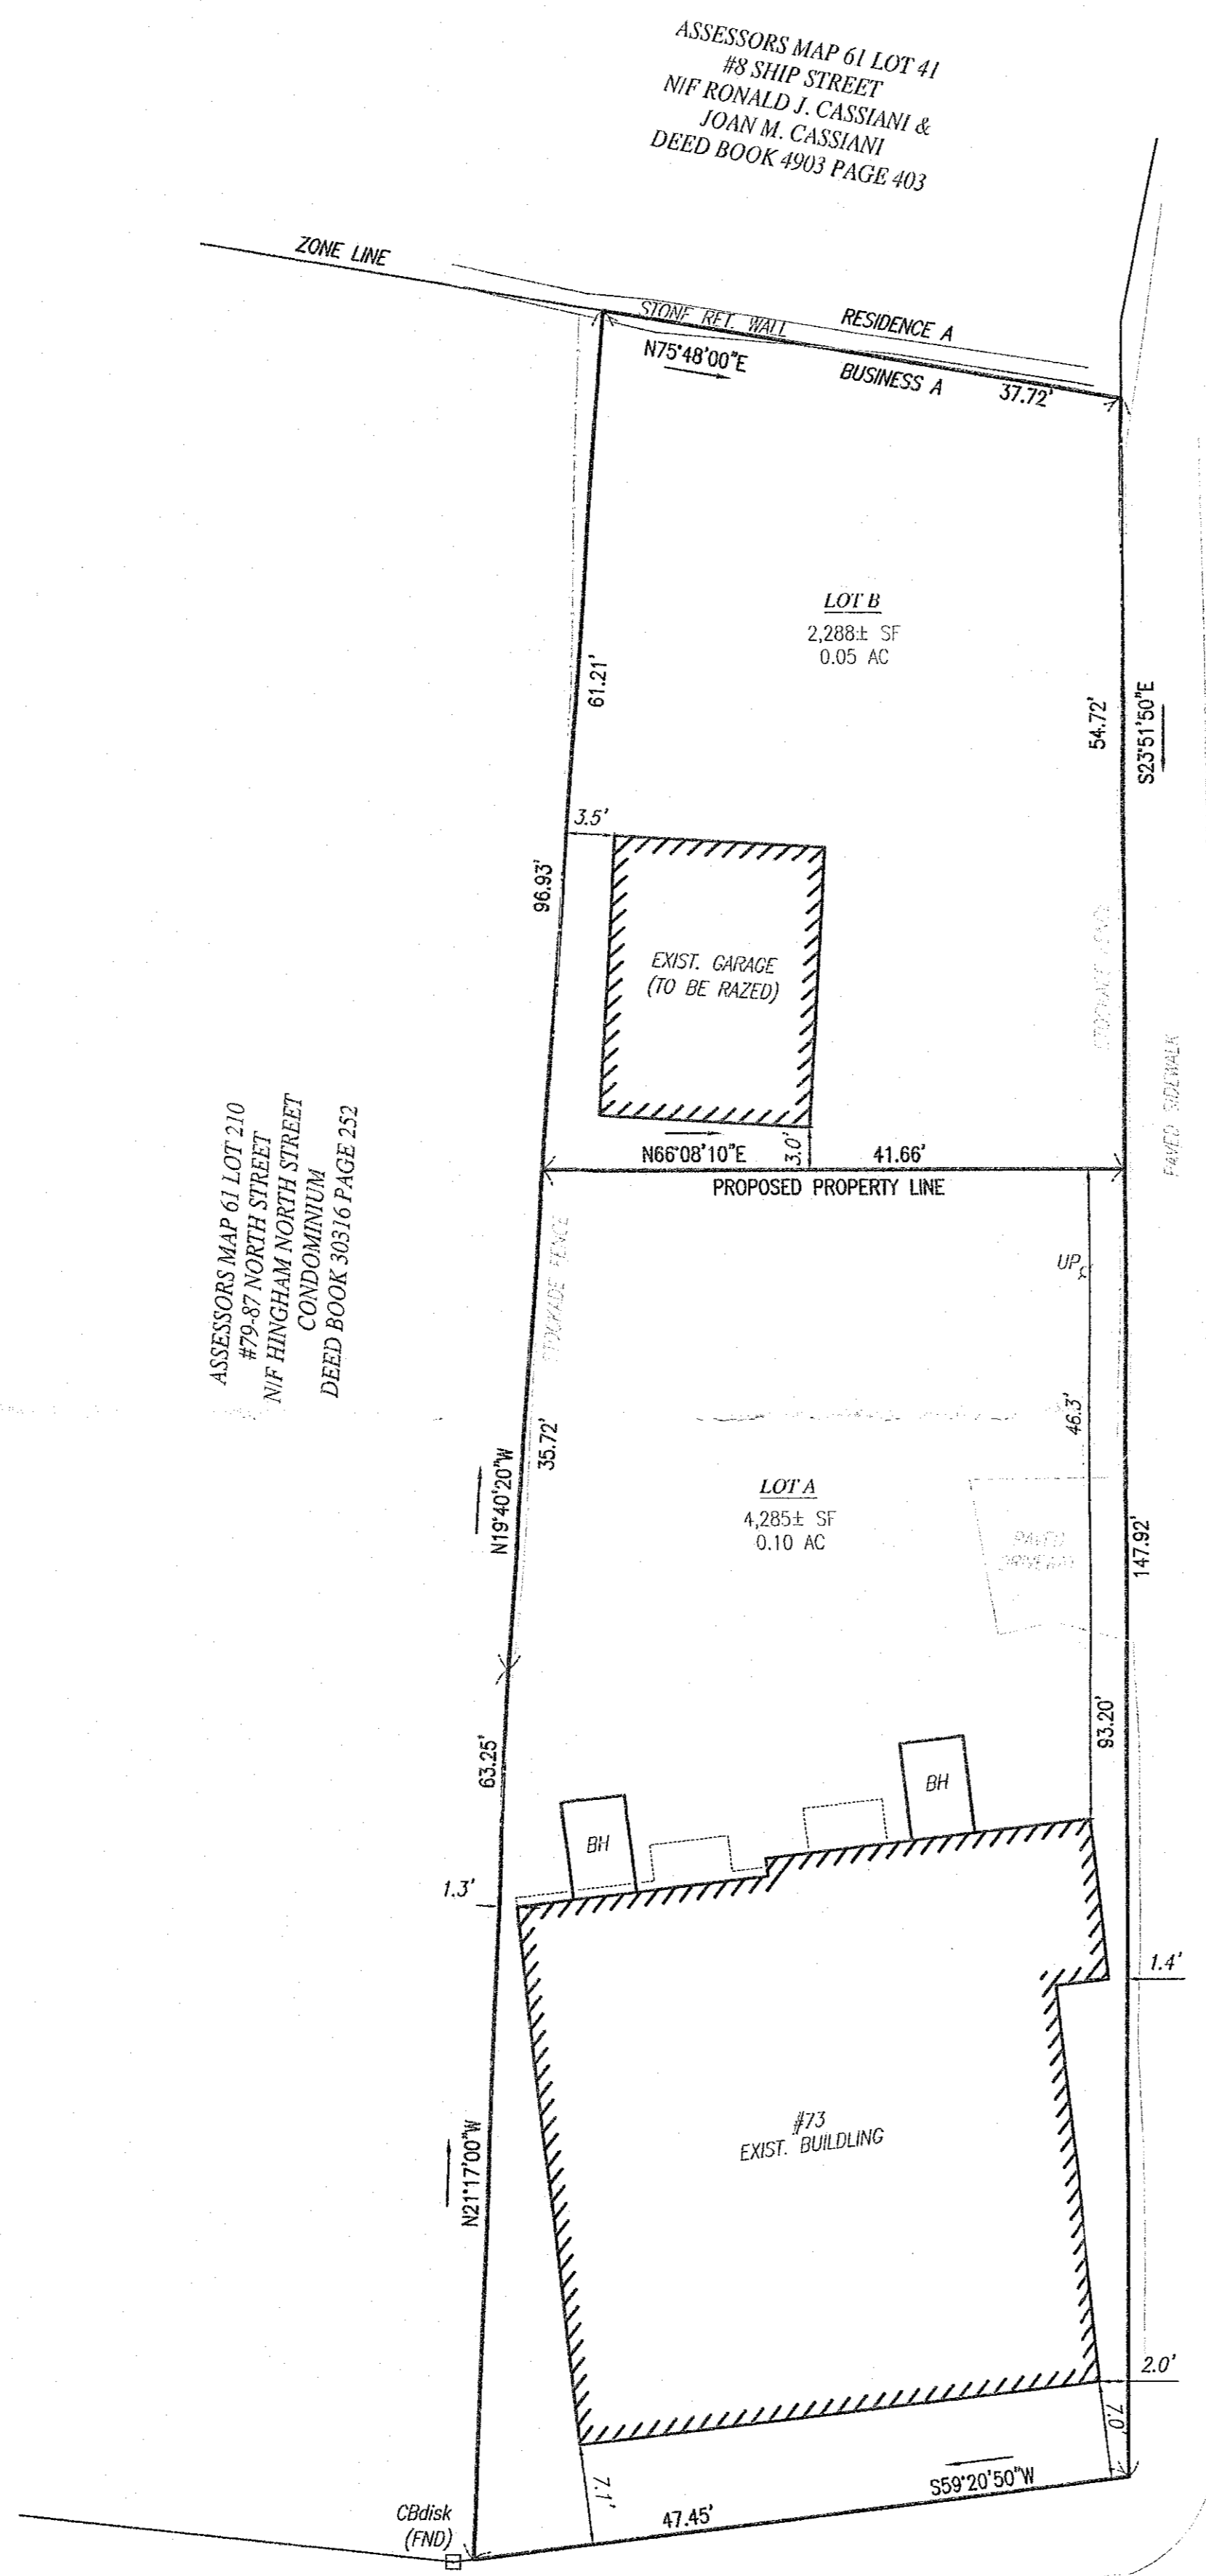 ASSESSORS MAP 61 LOT 41
#8 SHIP STREET
N/F RONALD J. CASSIANI &
JOAN M. CASSIANI
DEED BOOK 4903 PAGE 403
ZONE LINE
STONE RET. WALL
RESIDENCE A
N75°48'00"E
BUSINESS A
37.72'
LOT B
2,288± SF
0.05 AC
61.21'
54.72'
S23°51'50"E
3.5'
96.93'
EXIST. GARAGE
(TO BE RAZED)
STOCKADE FENCE
PAVED SIDEWALK
N66°08'10"E
3.0'
41.66'
PROPOSED PROPERTY LINE
ASSESSORS MAP 61 LOT 210
#79-87 NORTH STREET
N/F HINGHAM NORTH STREET
CONDOMINIUM
DEED BOOK 30316 PAGE 252
STOCKADE FENCE
UP
46.3'
35.72'
N19°40'20"W
LOT A
4,285± SF
0.10 AC
PAVED
DRIVEWAY
147.92'
93.20'
63.25'
BH
BH
1.3'
1.4'
#73
EXIST. BUILDLING
N21°17'00"W
2.0'
7.0'
S59°20'50"W
7.1'
47.45'
CBdisk
(FND)